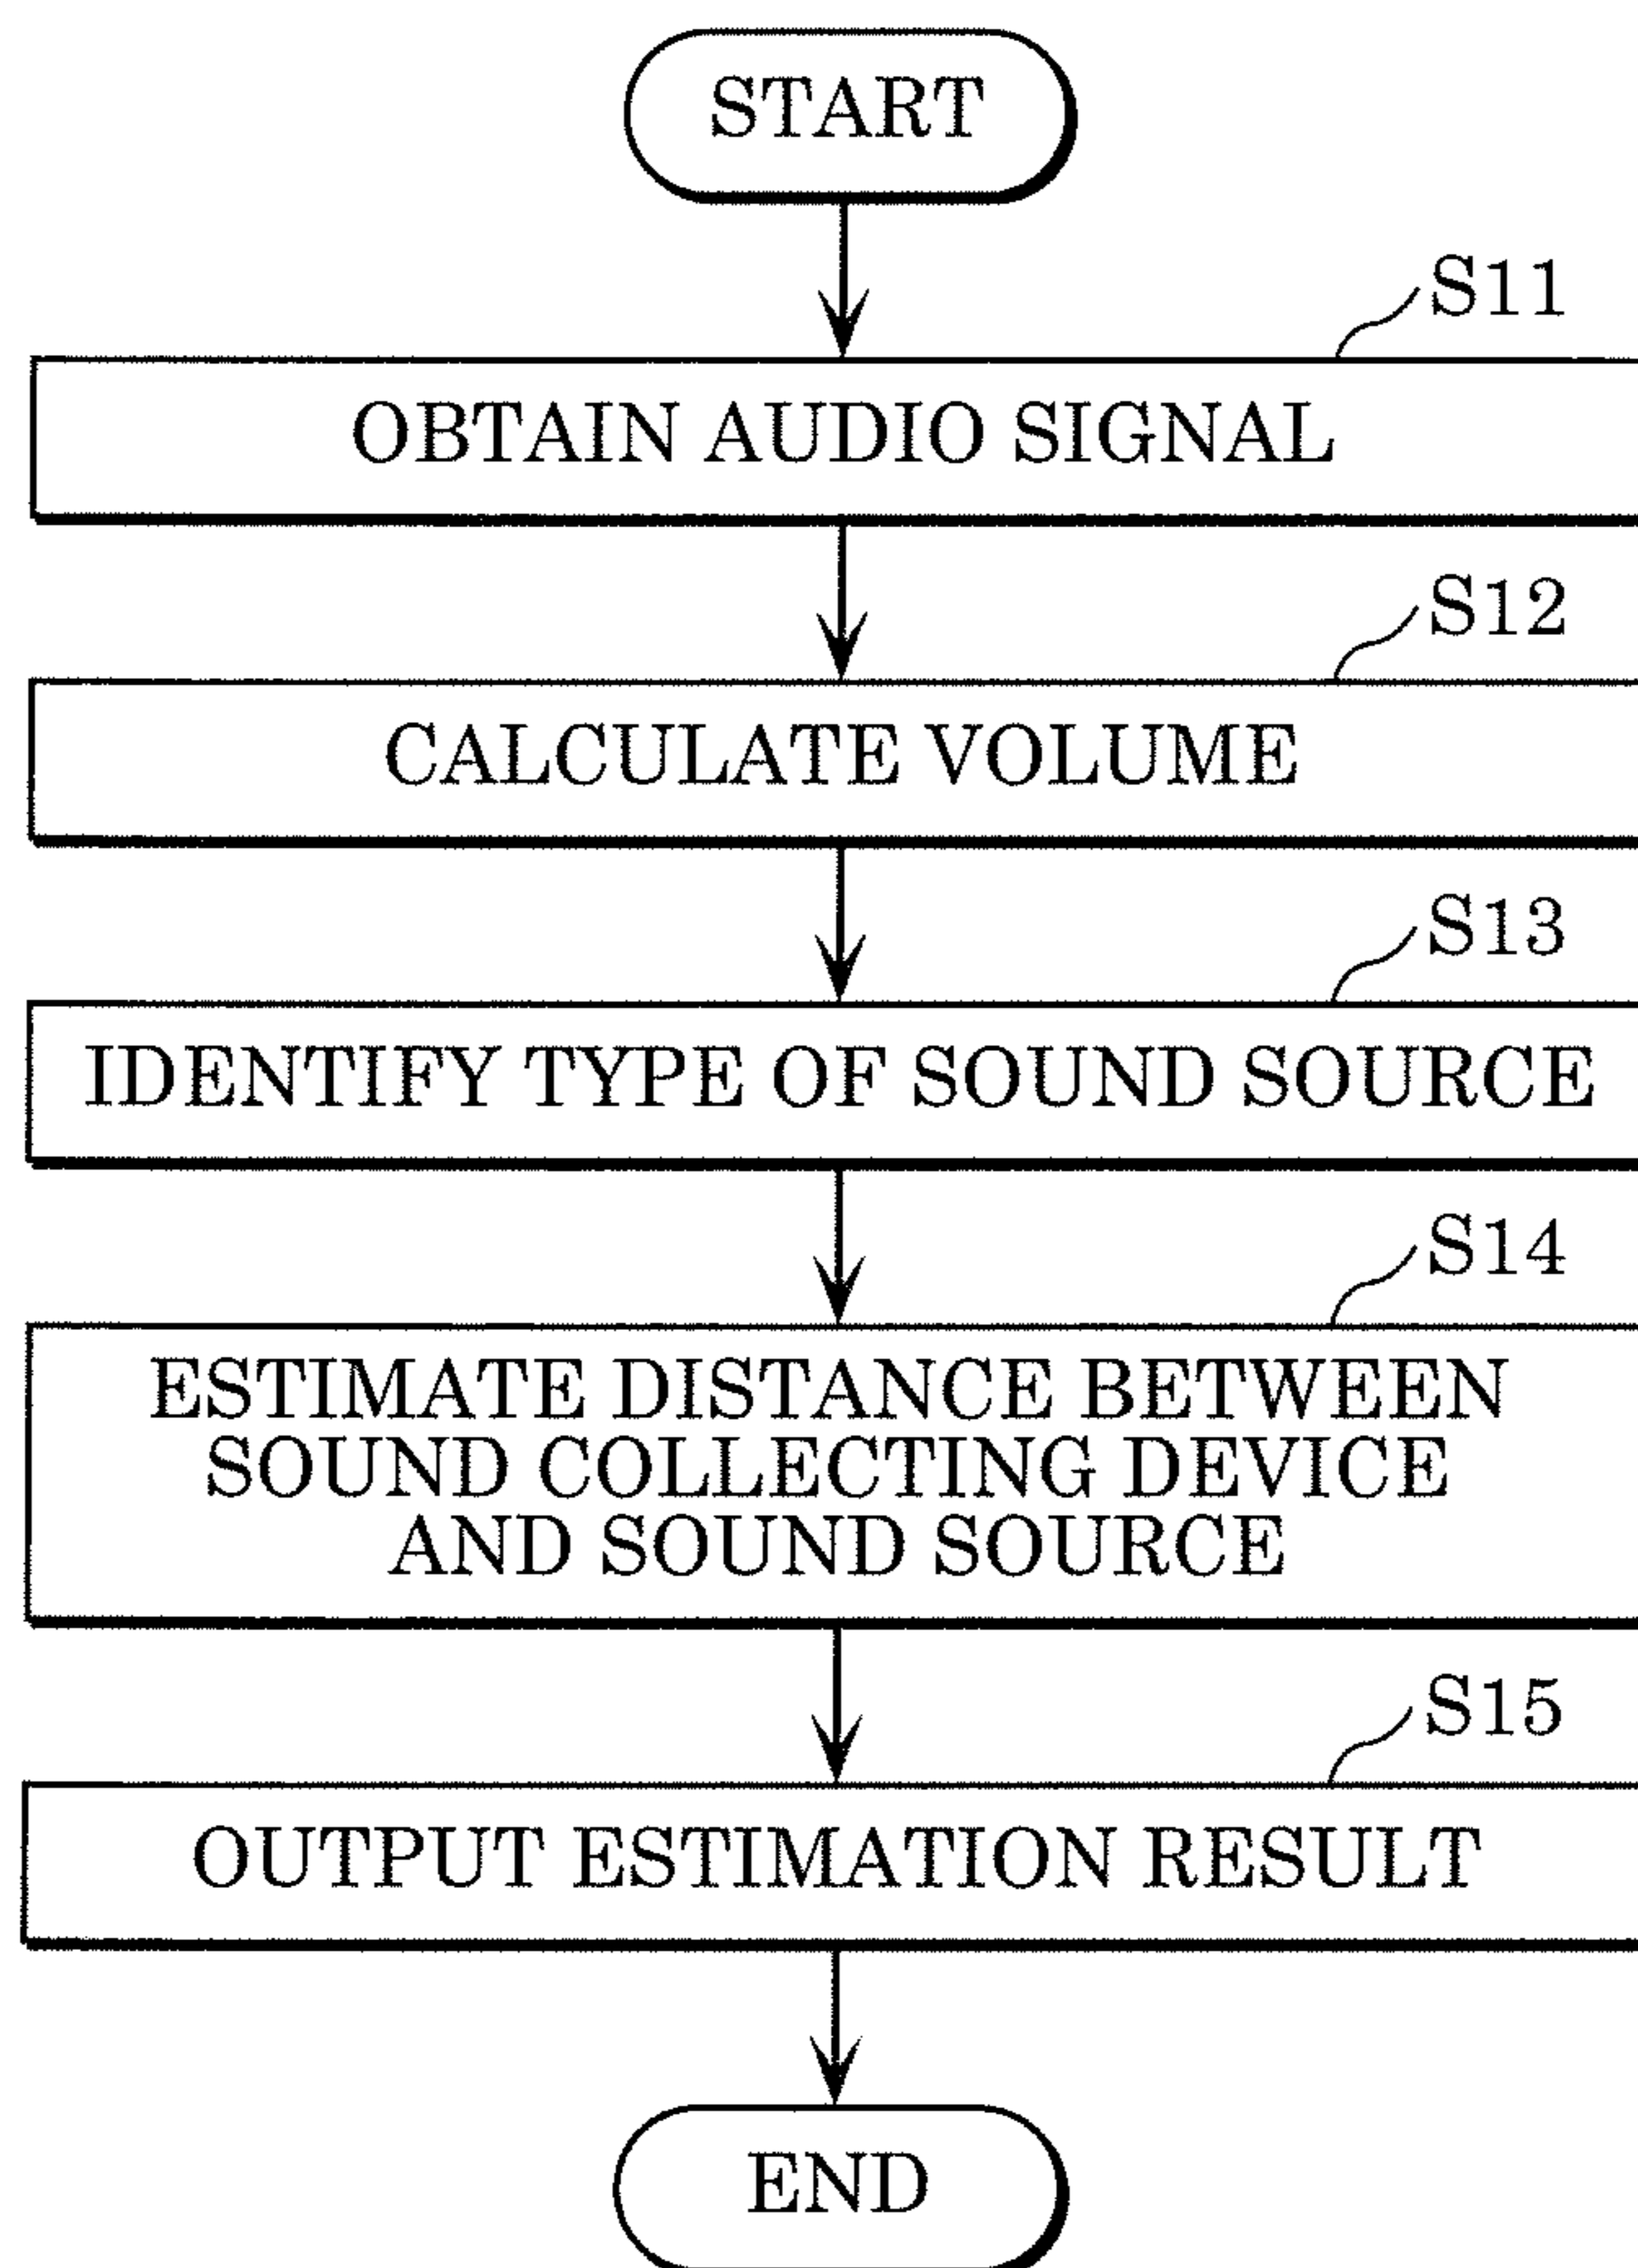 START
S11
OBTAIN AUDIO SIGNAL
S12
CALCULATE VOLUME
S13
IDENTIFY TYPE OF SOUND SOURCE
S14
ESTIMATE DISTANCE BETWEEN
SOUND COLLECTING DEVICE
AND SOUND SOURCE
S15
OUTPUT ESTIMATION RESULT
END